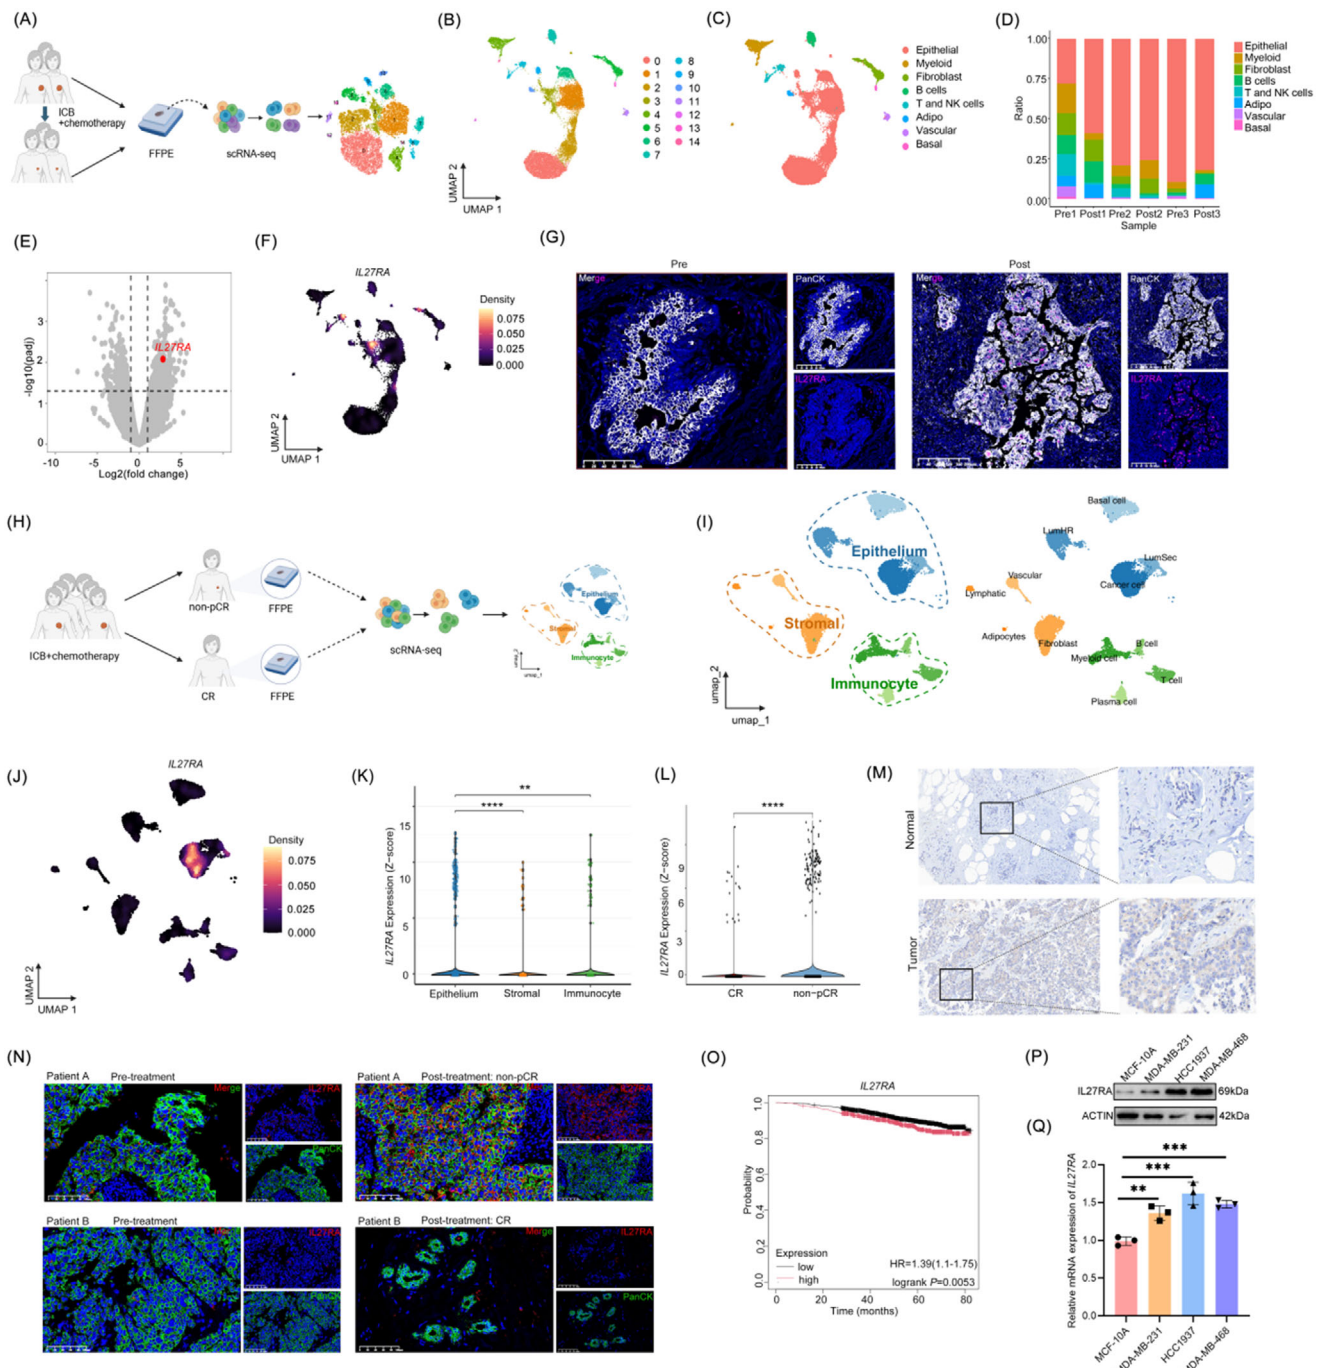 (A)
ICB
+chemotherapy
FFPE
scRNA-seq
(B)
0
1
2
3
4
5
6
7
8
9
10
11
12
13
14
UMAP 2
UMAP 1
(C)
Epithelial
Myeloid
Fibroblast
B cells
T and NK cells
Adipo
Vascular
Basal
(D)
Ratio
1.00
0.75
0.50
0.25
0.00
Pre1 Post1 Pre2 Post2 Pre3 Post3
Sample
Epithelial
Myeloid
Fibroblast
B cells
T and NK cells
Adipo
Vascular
Basal
(E)
-log10(padj)
3
2
1
0
IL27RA
-10 -5 0 5
Log2(fold change)
(F)
IL27RA
Density
0.075
0.050
0.025
0.000
UMAP 2
UMAP 1
(G)
Pre
Merge
PanCK
IL27RA
Post
Merge
PanCK
IL27RA
(H)
ICB+chemotherapy
non-pCR
FFPE
CR
FFPE
scRNA-seq
Epithelium
Stromal
Immunocyte
umap_2
umap_1
(I)
Epithelium
Stromal
Immunocyte
umap_2
umap_1
Basal cell
LumHR
LumSec
Cancer cell
Vascular
Lymphatic
Adipocytes
Fibroblast
Myeloid cell
B cell
T cell
Plasma cell
(J)
IL27RA
Density
0.075
0.050
0.025
0.000
UMAP 2
UMAP 1
(K)
IL27RA Expression (Z−score)
15
10
5
0
**
****
Epithelium Stromal Immunocyte
(L)
IL27RA Expression (Z−score)
9
6
3
0
****
CR non−pCR
(M)
Normal
Tumor
(N)
Patient A Pre-treatment
Merge
IL27RA
PanCK
Patient A Post-treatment: non-pCR
Merge
IL27RA
PanCK
Patient B Pre-treatment
Merge
IL27RA
PanCK
Patient B Post-treatment: CR
Merge
IL27RA
PanCK
(O)
IL27RA
Probability
1.0
0.8
0.6
0.4
0.2
0.0
Expression
low
high
HR=1.39(1.1-1.75)
logrank P=0.0053
0 20 40 60 80
Time (months)
(P)
MCF-10A
MDA-MB-231
HCC1937
MDA-MB-468
IL27RA 69kDa
ACTIN 42kDa
(Q)
Relative mRNA expression of IL27RA
2.0
1.5
1.0
0.5
0.0
***
***
**
MCF-10A
MDA-MB-231
HCC1937
MDA-MB-468